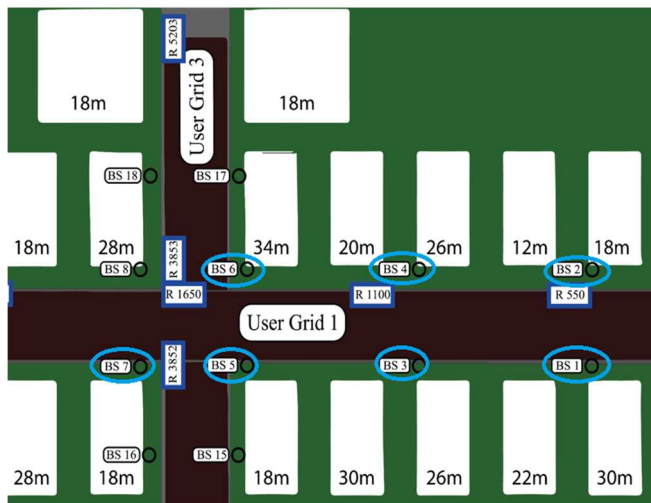 R 5203
User Grid 3
18m
18m
BS 18
BS 17
18m
28m
R 3853
34m
20m
26m
12m
18m
BS 8
BS 6
BS 4
BS 2
R 1650
R 1100
R 550
User Grid 1
R 3852
BS 7
BS 5
BS 3
BS 1
BS 16
BS 15
28m
18m
18m
30m
26m
22m
30m